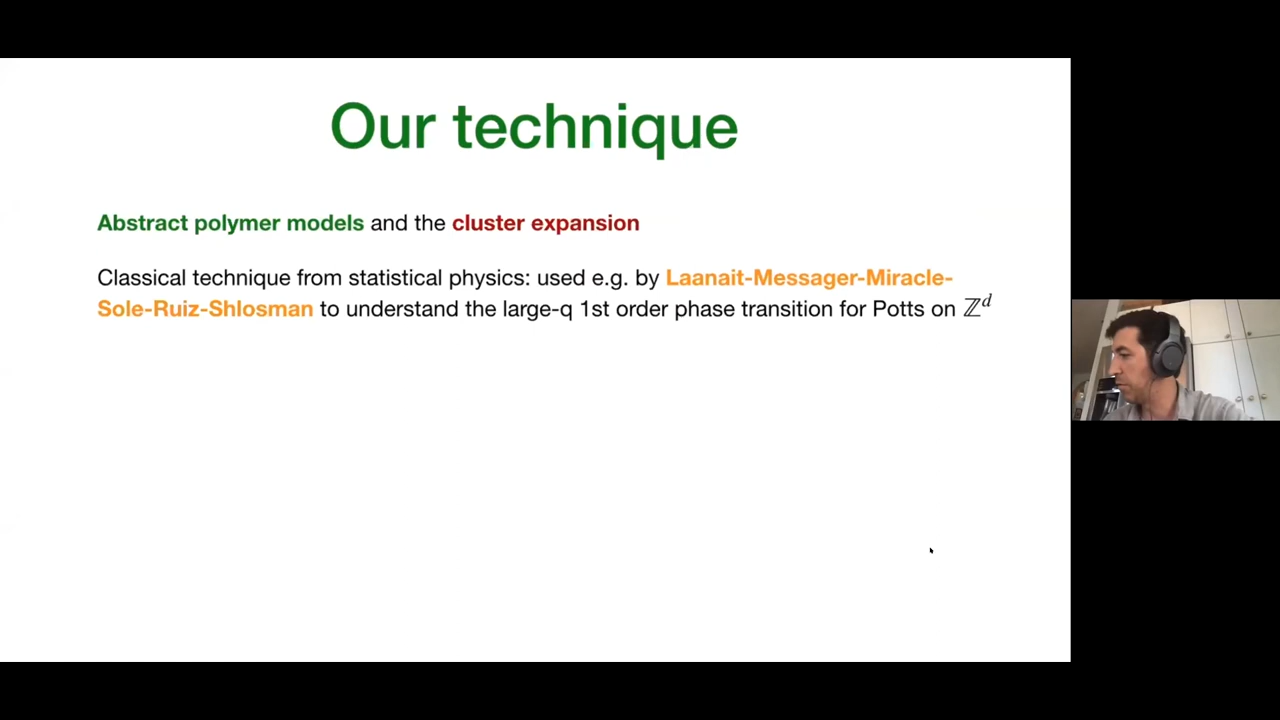 Our technique
Abstract polymer models and the cluster expansion
Classical technique from statistical physics: used e.g. by Laanait-Messager-Miracle-
Sole-Ruiz-Shlosman to understand the large-q 1st order phase transition for Potts on ℤᵈ